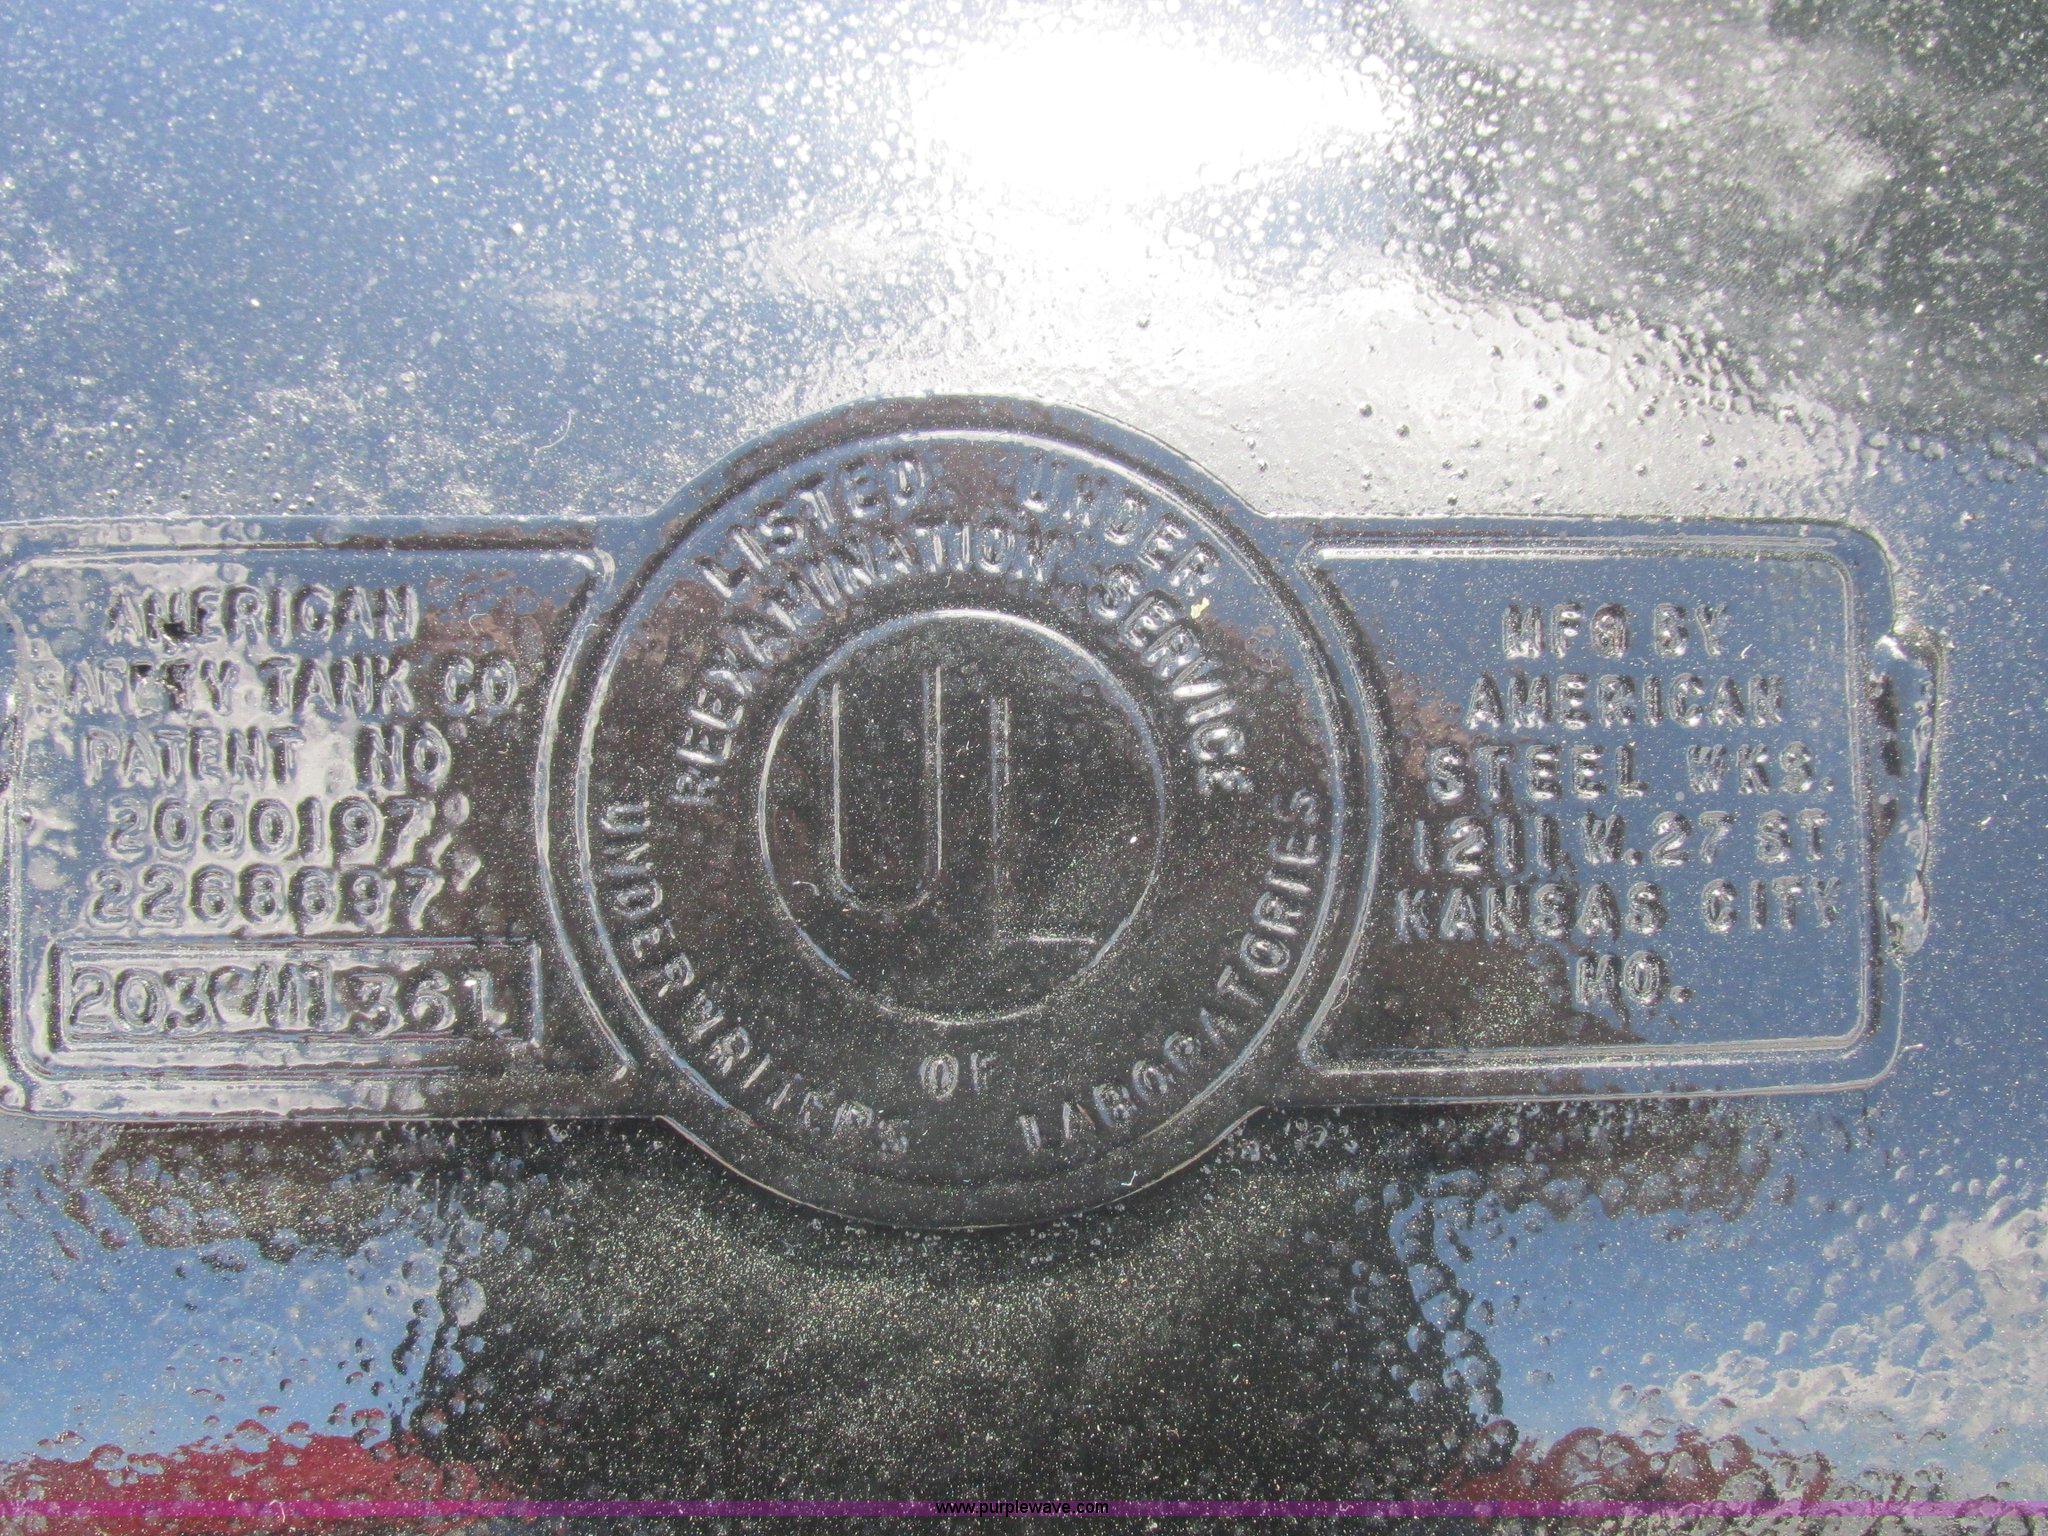 AMERICAN
SAFETY TANK CO
PATENT NO
2090197,
2268697,
LISTED UNDER
REEXAMINATION SERVICE
UL
OF
UNDERWRITERS LABORATORIES
MFG BY
AMERICAN
STEEL WKS.
1211 W. 27 ST.
KANSAS CITY
MO.
www.purplewave.com